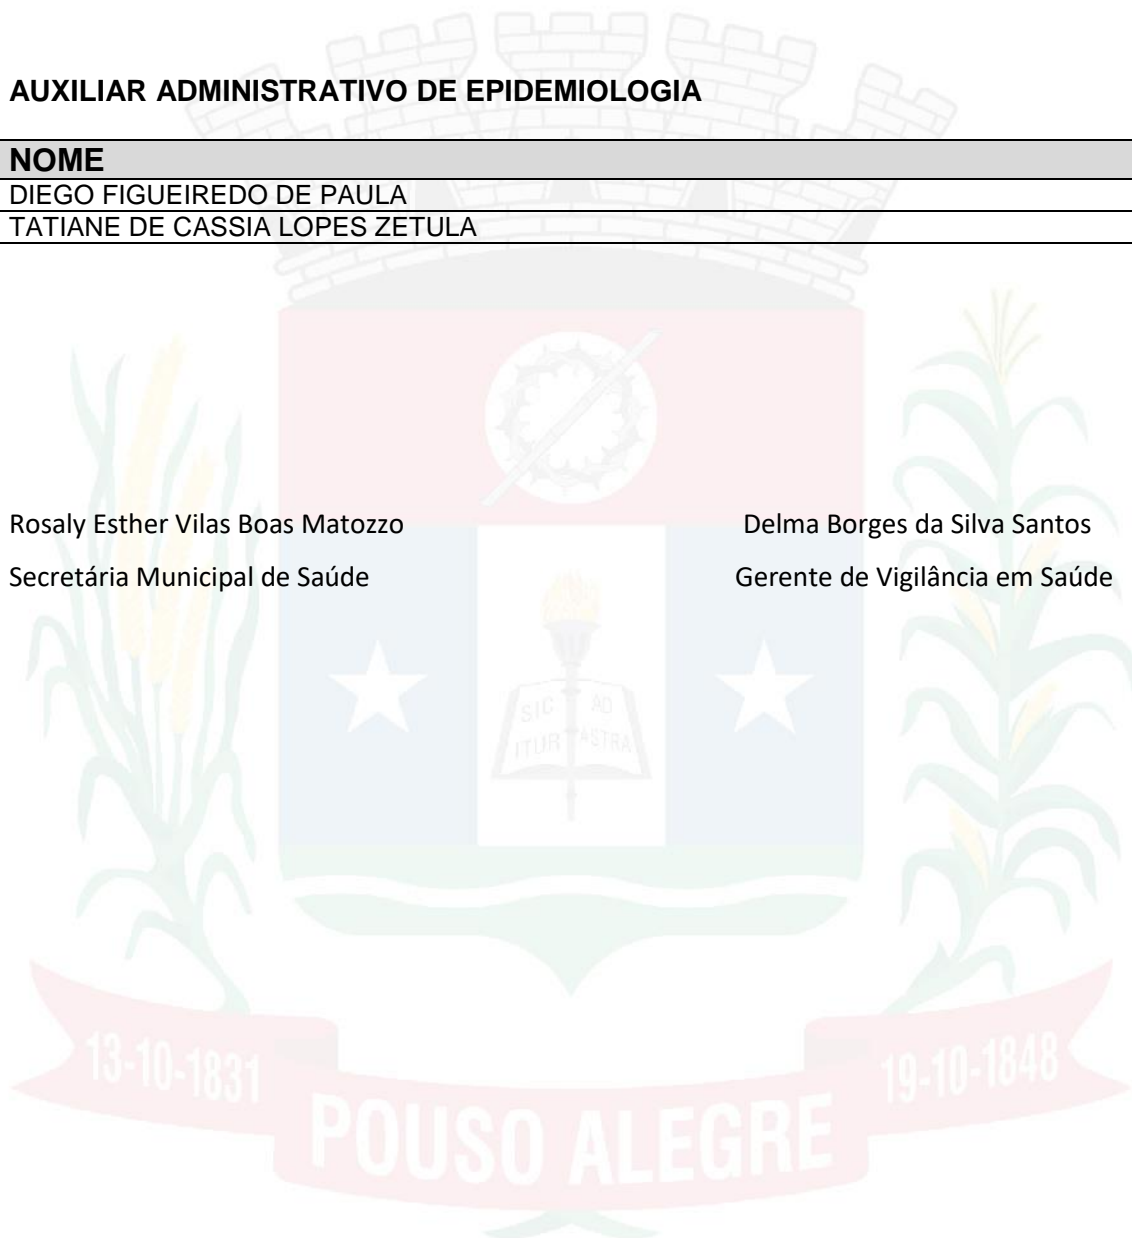 AUXILIAR ADMINISTRATIVO DE EPIDEMIOLOGIA
NOME
DIEGO FIGUEIREDO DE PAULA
TATIANE DE CASSIA LOPES ZETULA
Rosaly Esther Vilas Boas Matozzo Delma Borges da Silva Santos
Secretária Municipal de Saúde Gerente de Vigilância em Saúde
SIC AD
ITUR ASTRA
13-10-1831 19-10-1848
POUSO ALEGRE